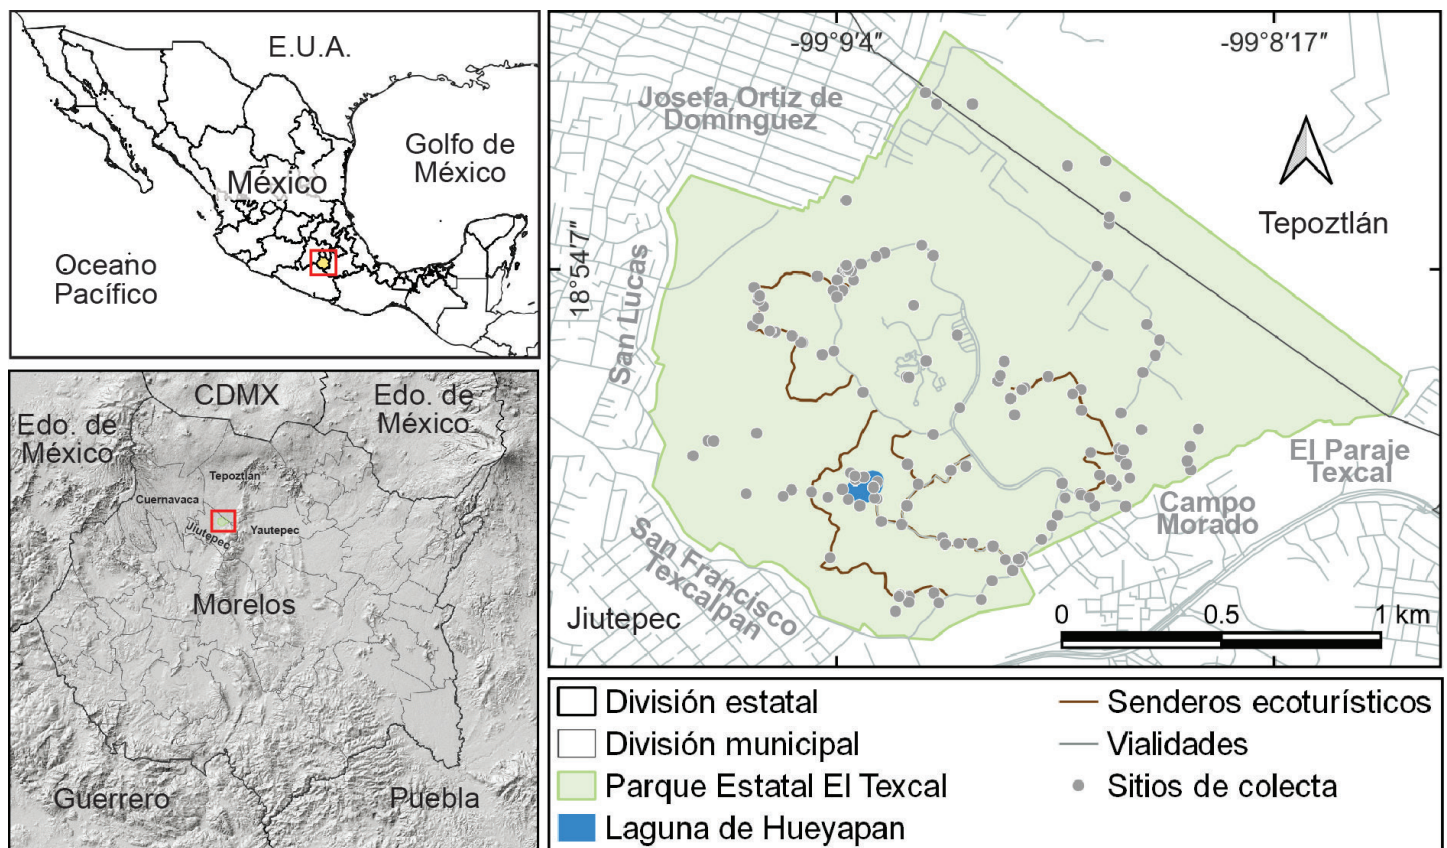 E.U.A.
Golfo de
México
México
Oceano
Pacífico
CDMX
Edo. de
México
Edo. de
México
Tepoztlán
Cuernavaca
Jiutepec
Yautepec
Morelos
Guerrero
Puebla
-99°9′4″
-99°8′17″
18°54′7″
Josefa Ortiz de
Domínguez
Tepoztlán
San Lucas
El Paraje
Texcal
Campo
Morado
San Francisco
Texcalpan
Jiutepec
0 0.5 1 km
División estatal
División municipal
Parque Estatal El Texcal
Laguna de Hueyapan
Senderos ecoturísticos
Vialidades
Sitios de colecta